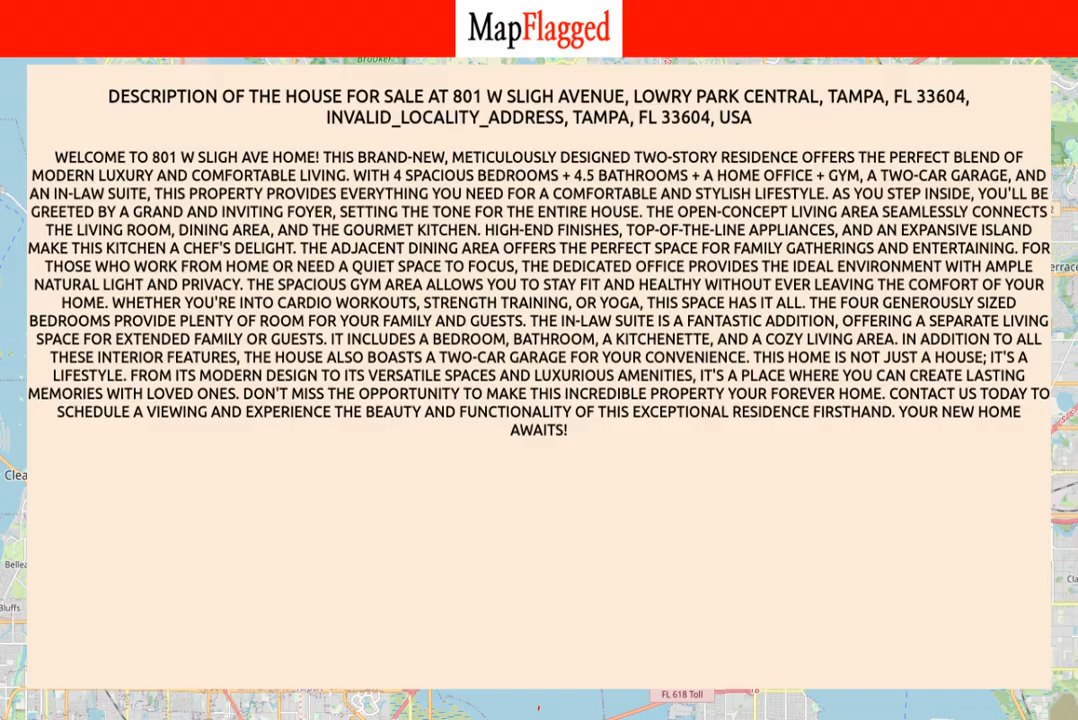 MapFlagged
DESCRIPTION OF THE HOUSE FOR SALE AT 801 W SLIGH AVENUE, LOWRY PARK CENTRAL, TAMPA, FL 33604,
INVALID_LOCALITY_ADDRESS, TAMPA, FL 33604, USA
WELCOME TO 801 W SLIGH AVE HOME! THIS BRAND-NEW, METICULOUSLY DESIGNED TWO-STORY RESIDENCE OFFERS THE PERFECT BLEND OF
MODERN LUXURY AND COMFORTABLE LIVING. WITH 4 SPACIOUS BEDROOMS + 4.5 BATHROOMS + A HOME OFFICE + GYM, A TWO-CAR GARAGE, AND
AN IN-LAW SUITE, THIS PROPERTY PROVIDES EVERYTHING YOU NEED FOR A COMFORTABLE AND STYLISH LIFESTYLE. AS YOU STEP INSIDE, YOU'LL BE
GREETED BY A GRAND AND INVITING FOYER, SETTING THE TONE FOR THE ENTIRE HOUSE. THE OPEN-CONCEPT LIVING AREA SEAMLESSLY CONNECTS
THE LIVING ROOM, DINING AREA, AND THE GOURMET KITCHEN. HIGH-END FINISHES, TOP-OF-THE-LINE APPLIANCES, AND AN EXPANSIVE ISLAND
MAKE THIS KITCHEN A CHEF'S DELIGHT. THE ADJACENT DINING AREA OFFERS THE PERFECT SPACE FOR FAMILY GATHERINGS AND ENTERTAINING. FOR
THOSE WHO WORK FROM HOME OR NEED A QUIET SPACE TO FOCUS, THE DEDICATED OFFICE PROVIDES THE IDEAL ENVIRONMENT WITH AMPLE
NATURAL LIGHT AND PRIVACY. THE SPACIOUS GYM AREA ALLOWS YOU TO STAY FIT AND HEALTHY WITHOUT EVER LEAVING THE COMFORT OF YOUR
HOME. WHETHER YOU'RE INTO CARDIO WORKOUTS, STRENGTH TRAINING, OR YOGA, THIS SPACE HAS IT ALL. THE FOUR GENEROUSLY SIZED
BEDROOMS PROVIDE PLENTY OF ROOM FOR YOUR FAMILY AND GUESTS. THE IN-LAW SUITE IS A FANTASTIC ADDITION, OFFERING A SEPARATE LIVING
SPACE FOR EXTENDED FAMILY OR GUESTS. IT INCLUDES A BEDROOM, BATHROOM, A KITCHENETTE, AND A COZY LIVING AREA. IN ADDITION TO ALL
THESE INTERIOR FEATURES, THE HOUSE ALSO BOASTS A TWO-CAR GARAGE FOR YOUR CONVENIENCE. THIS HOME IS NOT JUST A HOUSE; IT'S A
LIFESTYLE. FROM ITS MODERN DESIGN TO ITS VERSATILE SPACES AND LUXURIOUS AMENITIES, IT'S A PLACE WHERE YOU CAN CREATE LASTING
MEMORIES WITH LOVED ONES. DON'T MISS THE OPPORTUNITY TO MAKE THIS INCREDIBLE PROPERTY YOUR FOREVER HOME. CONTACT US TODAY TO
SCHEDULE A VIEWING AND EXPERIENCE THE BEAUTY AND FUNCTIONALITY OF THIS EXCEPTIONAL RESIDENCE FIRSTHAND. YOUR NEW HOME
AWAITS!
Clea
Bellea
Bluffs
errace
Cla
FL 618 Toll